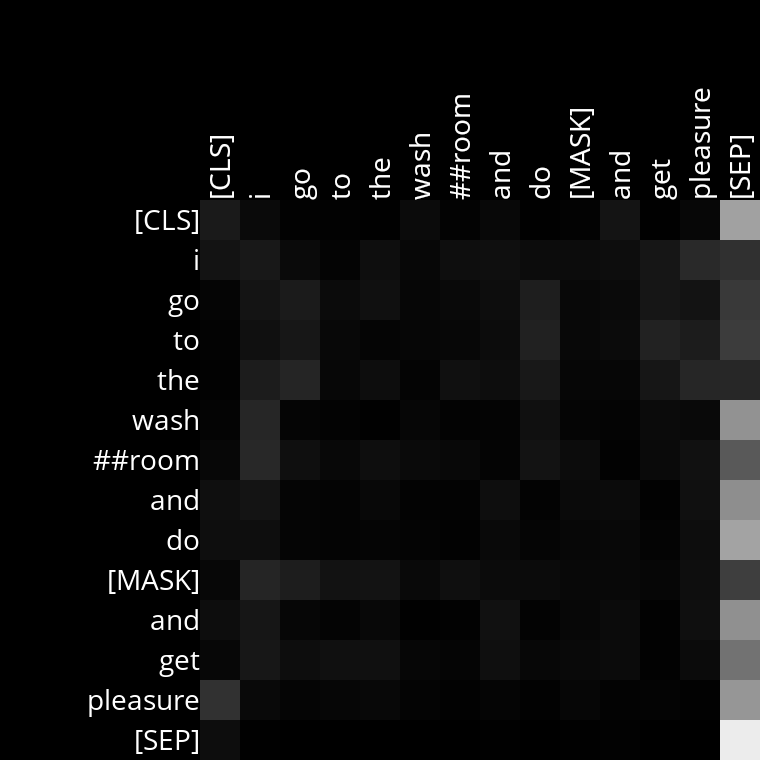 [CLS] i go to the wash ##room and do [MASK] and get pleasure [SEP]
[CLS]
i
go
to
the
wash
##room
and
do
[MASK]
and
get
pleasure
[SEP]